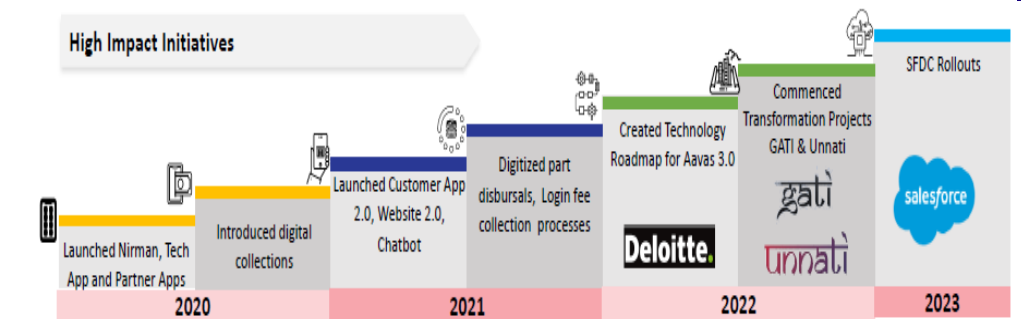 High Impact Initiatives
Launched Nirman, Tech
App and Partner Apps
Introduced digital
collections
Launched Customer App
2.0, Website 2.0,
Chatbot
Digitized part
disbursals, Login fee
collection processes
Created Technology
Roadmap for Aavas 3.0
Deloitte.
Commenced
Transformation Projects
GATI & Unnati
gati
unnati
SFDC Rollouts
salesforce
2020
2021
2022
2023